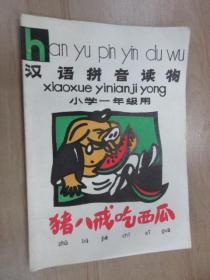 han yu pin yin du wu
汉语拼音读物
xiaoxue yinianji yong
小学一年级用
猪八戒吃西瓜
zhū bā jiè chī xī guā